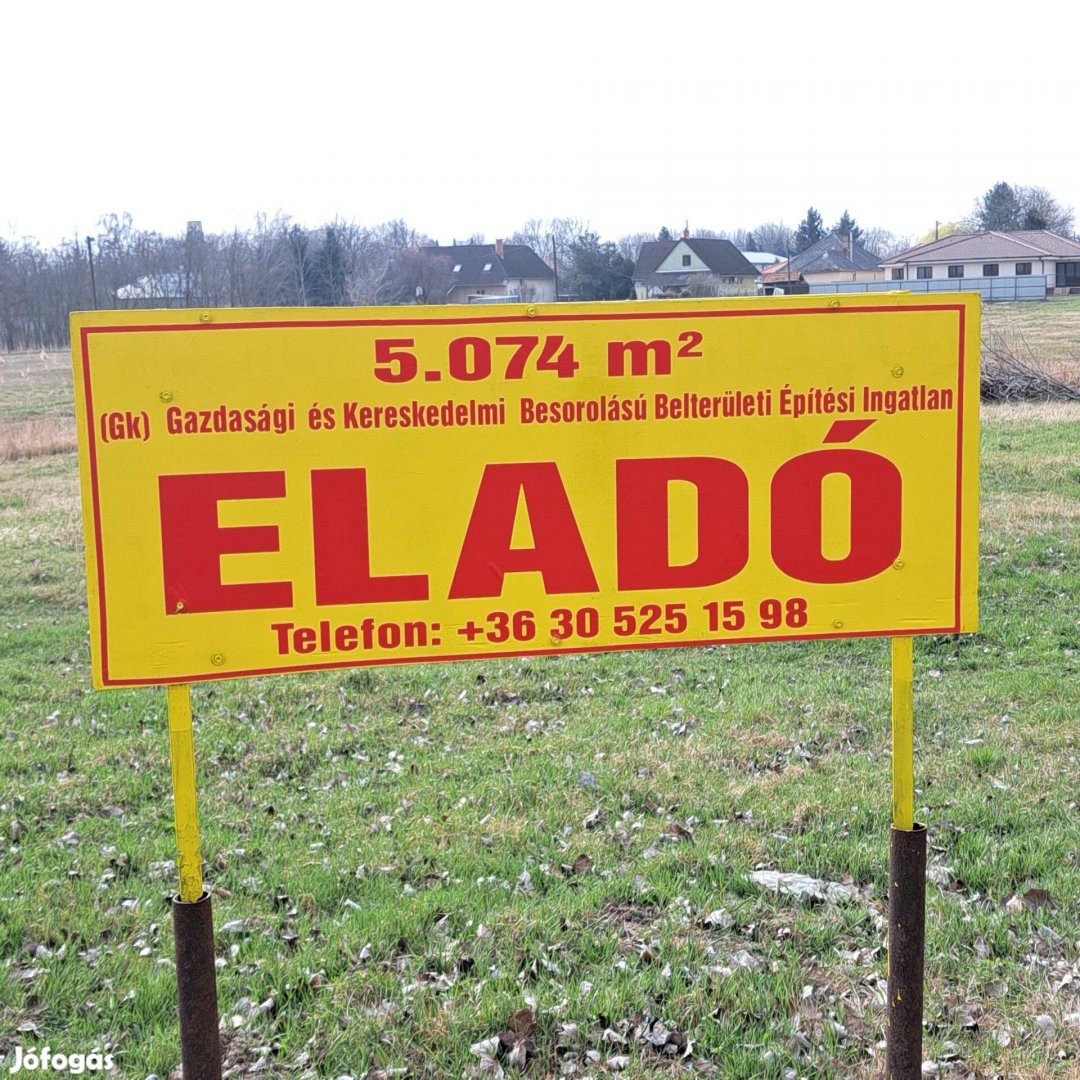 5.074 m²
(Gk) Gazdasági és Kereskedelmi Besorolású Belterületi Építési Ingatlan
ELADÓ
Telefon: +36 30 525 15 98
Jófogás